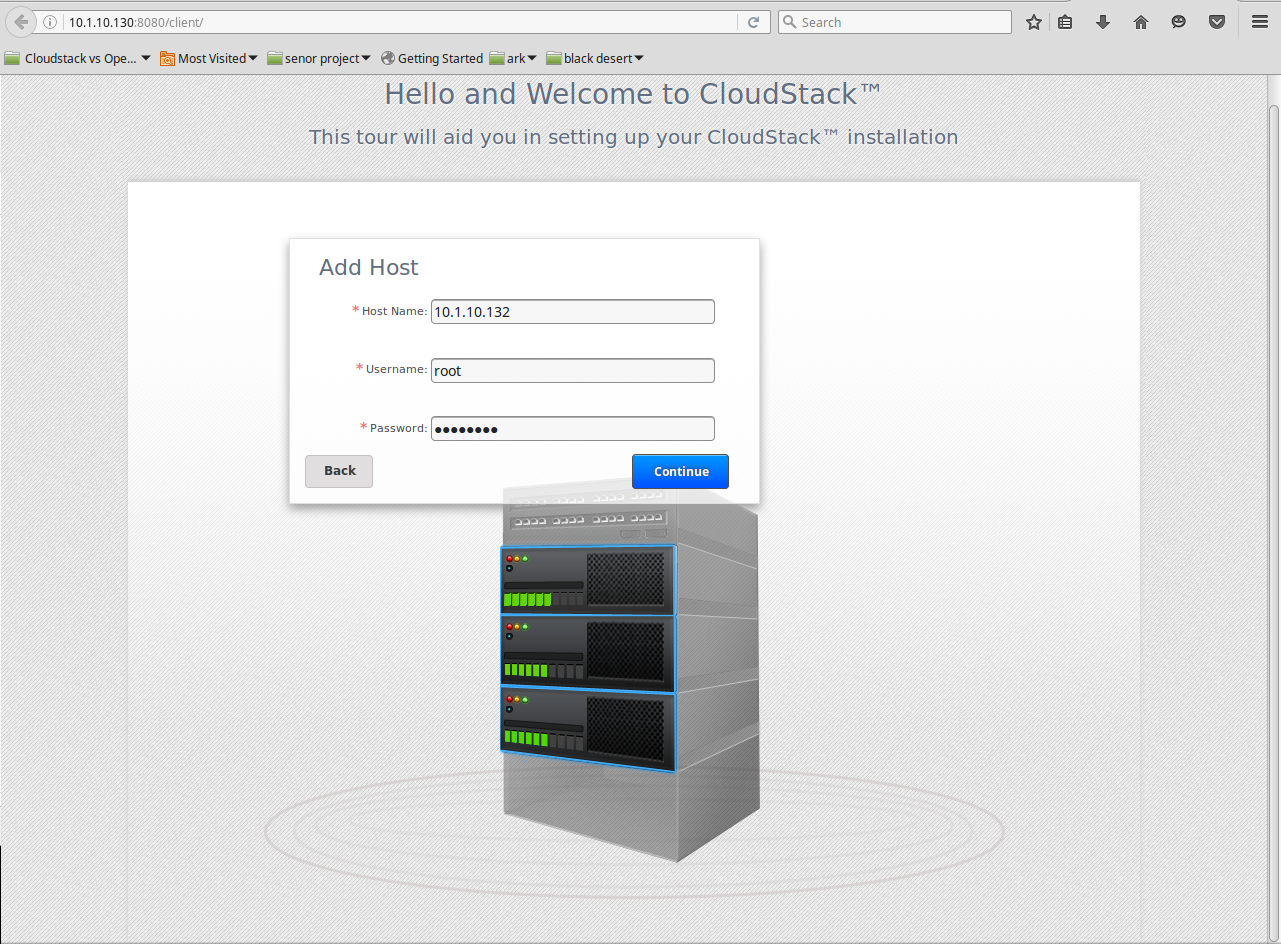 10.1.10.130:8080/client/
Search
Cloudstack vs Ope... Most Visited senor project Getting Started ark black desert
Hello and Welcome to CloudStack™
This tour will aid you in setting up your CloudStack™ installation
Add Host
* Host Name: 10.1.10.132
* Username: root
* Password: ●●●●●●●●
Back Continue